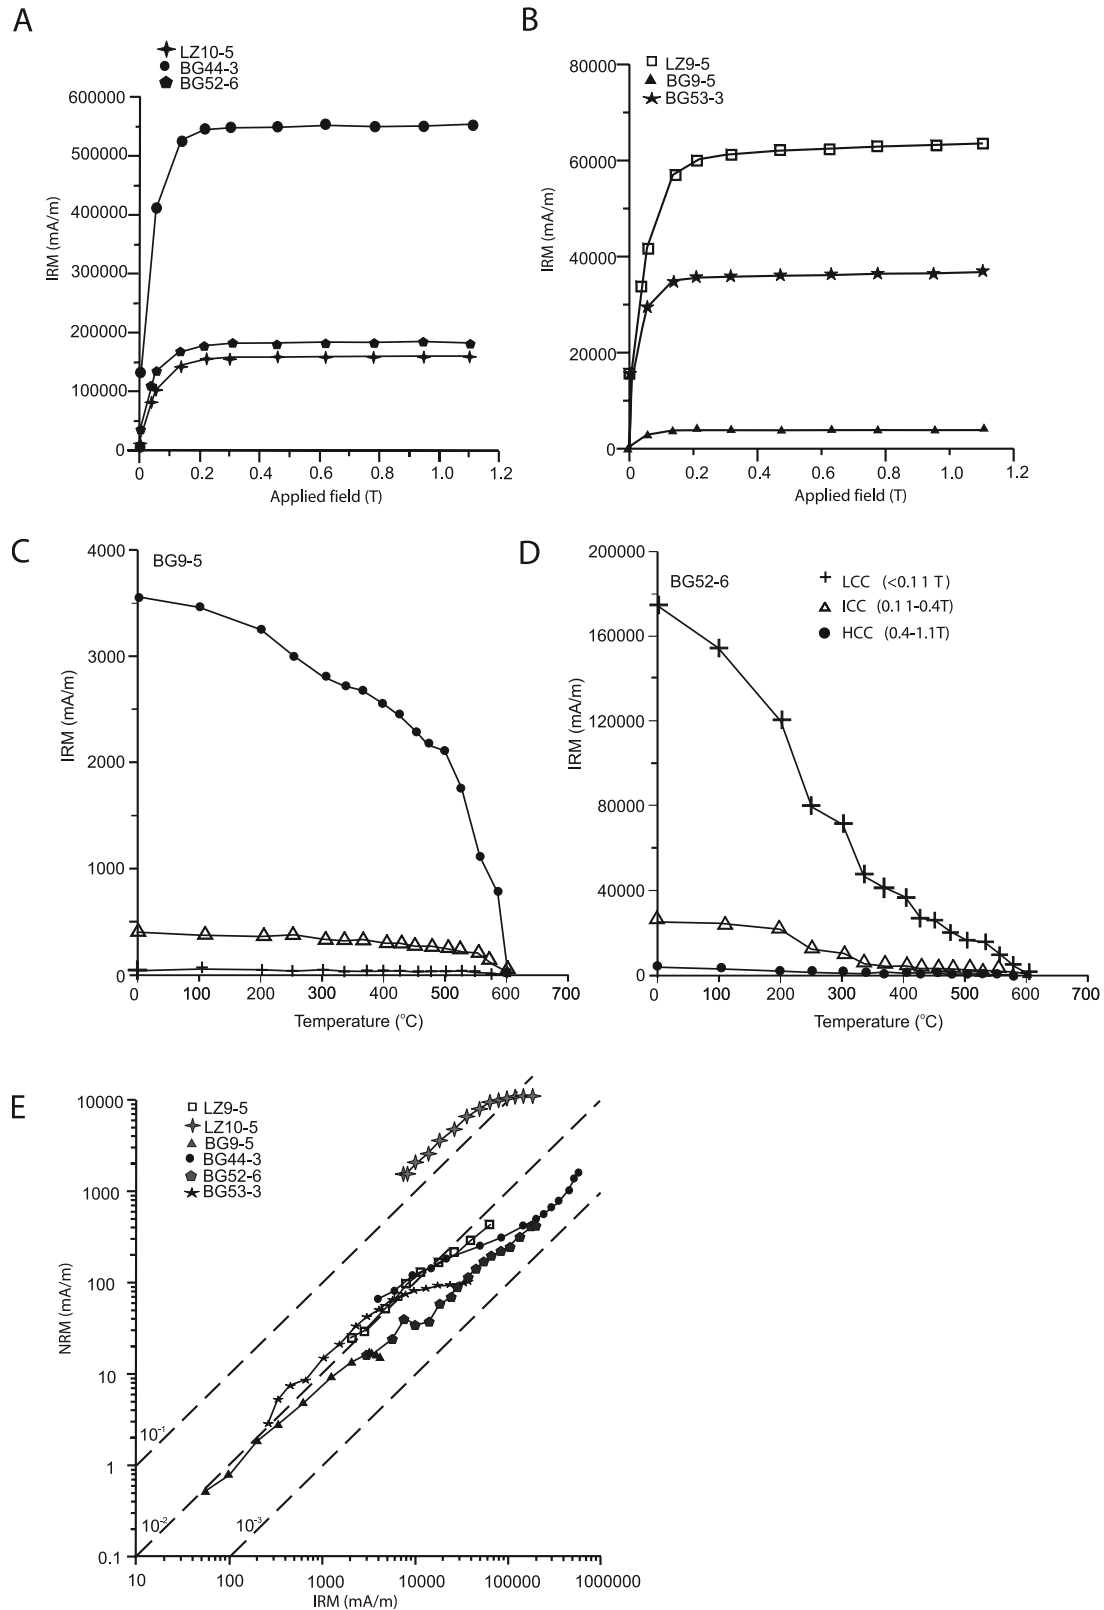 A
LZ10-5
BG44-3
BG52-6
600000
500000
400000
300000
200000
100000
0
IRM (mA/m)
0 0.2 0.4 0.6 0.8 1.0 1.2
Applied field (T)
B
LZ9-5
BG9-5
BG53-3
80000
60000
40000
20000
0
IRM (mA/m)
0 0.2 0.4 0.6 0.8 1.0 1.2
Applied field (T)
C
BG9-5
4000
3000
2000
1000
0
IRM (mA/m)
0 100 200 300 400 500 600 700
Temperature (°C)
D
BG52-6
LCC (<0.11 T)
ICC (0.11-0.4T)
HCC (0.4-1.1T)
200000
160000
120000
80000
40000
0
IRM (mA/m)
0 100 200 300 400 500 600 700
Temperature (°C)
E
LZ9-5
LZ10-5
BG9-5
BG44-3
BG52-6
BG53-3
10000
1000
100
10
1
0.1
NRM (mA/m)
10⁻¹
10⁻²
10⁻³
10 100 1000 10000 100000 1000000
IRM (mA/m)